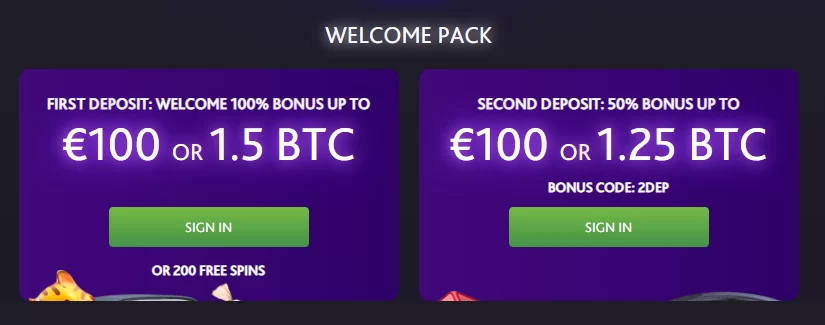 WELCOME PACK
FIRST DEPOSIT: WELCOME 100% BONUS UP TO
€100 OR 1.5 BTC
SIGN IN
OR 200 FREE SPINS
SECOND DEPOSIT: 50% BONUS UP TO
€100 OR 1.25 BTC
BONUS CODE: 2DEP
SIGN IN